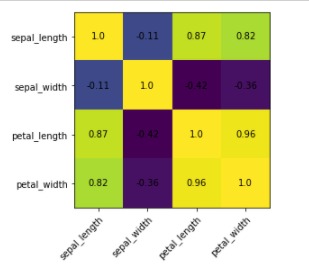 sepal_length 1.0 -0.11 0.87 0.82
sepal_width -0.11 1.0 -0.42 -0.36
petal_length 0.87 -0.42 1.0 0.96
petal_width 0.82 -0.36 0.96 1.0
sepal_length sepal_width petal_length petal_width